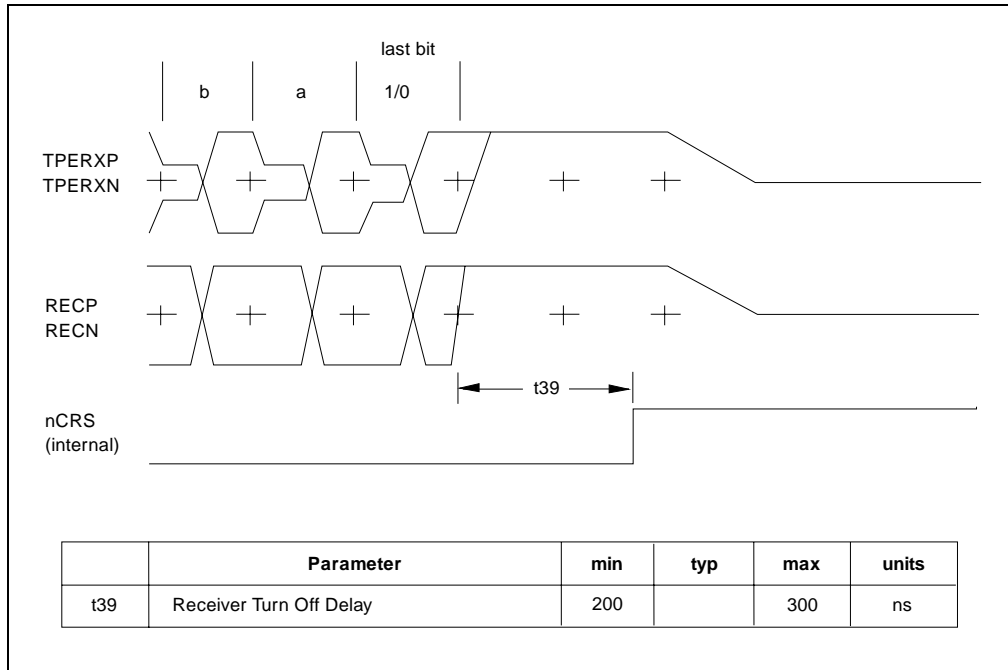 last bit
b a 1/0
TPERXP
TPERXN
RECP
RECN
t39
nCRS
(internal)
Parameter min typ max units
t39 Receiver Turn Off Delay 200 300 ns